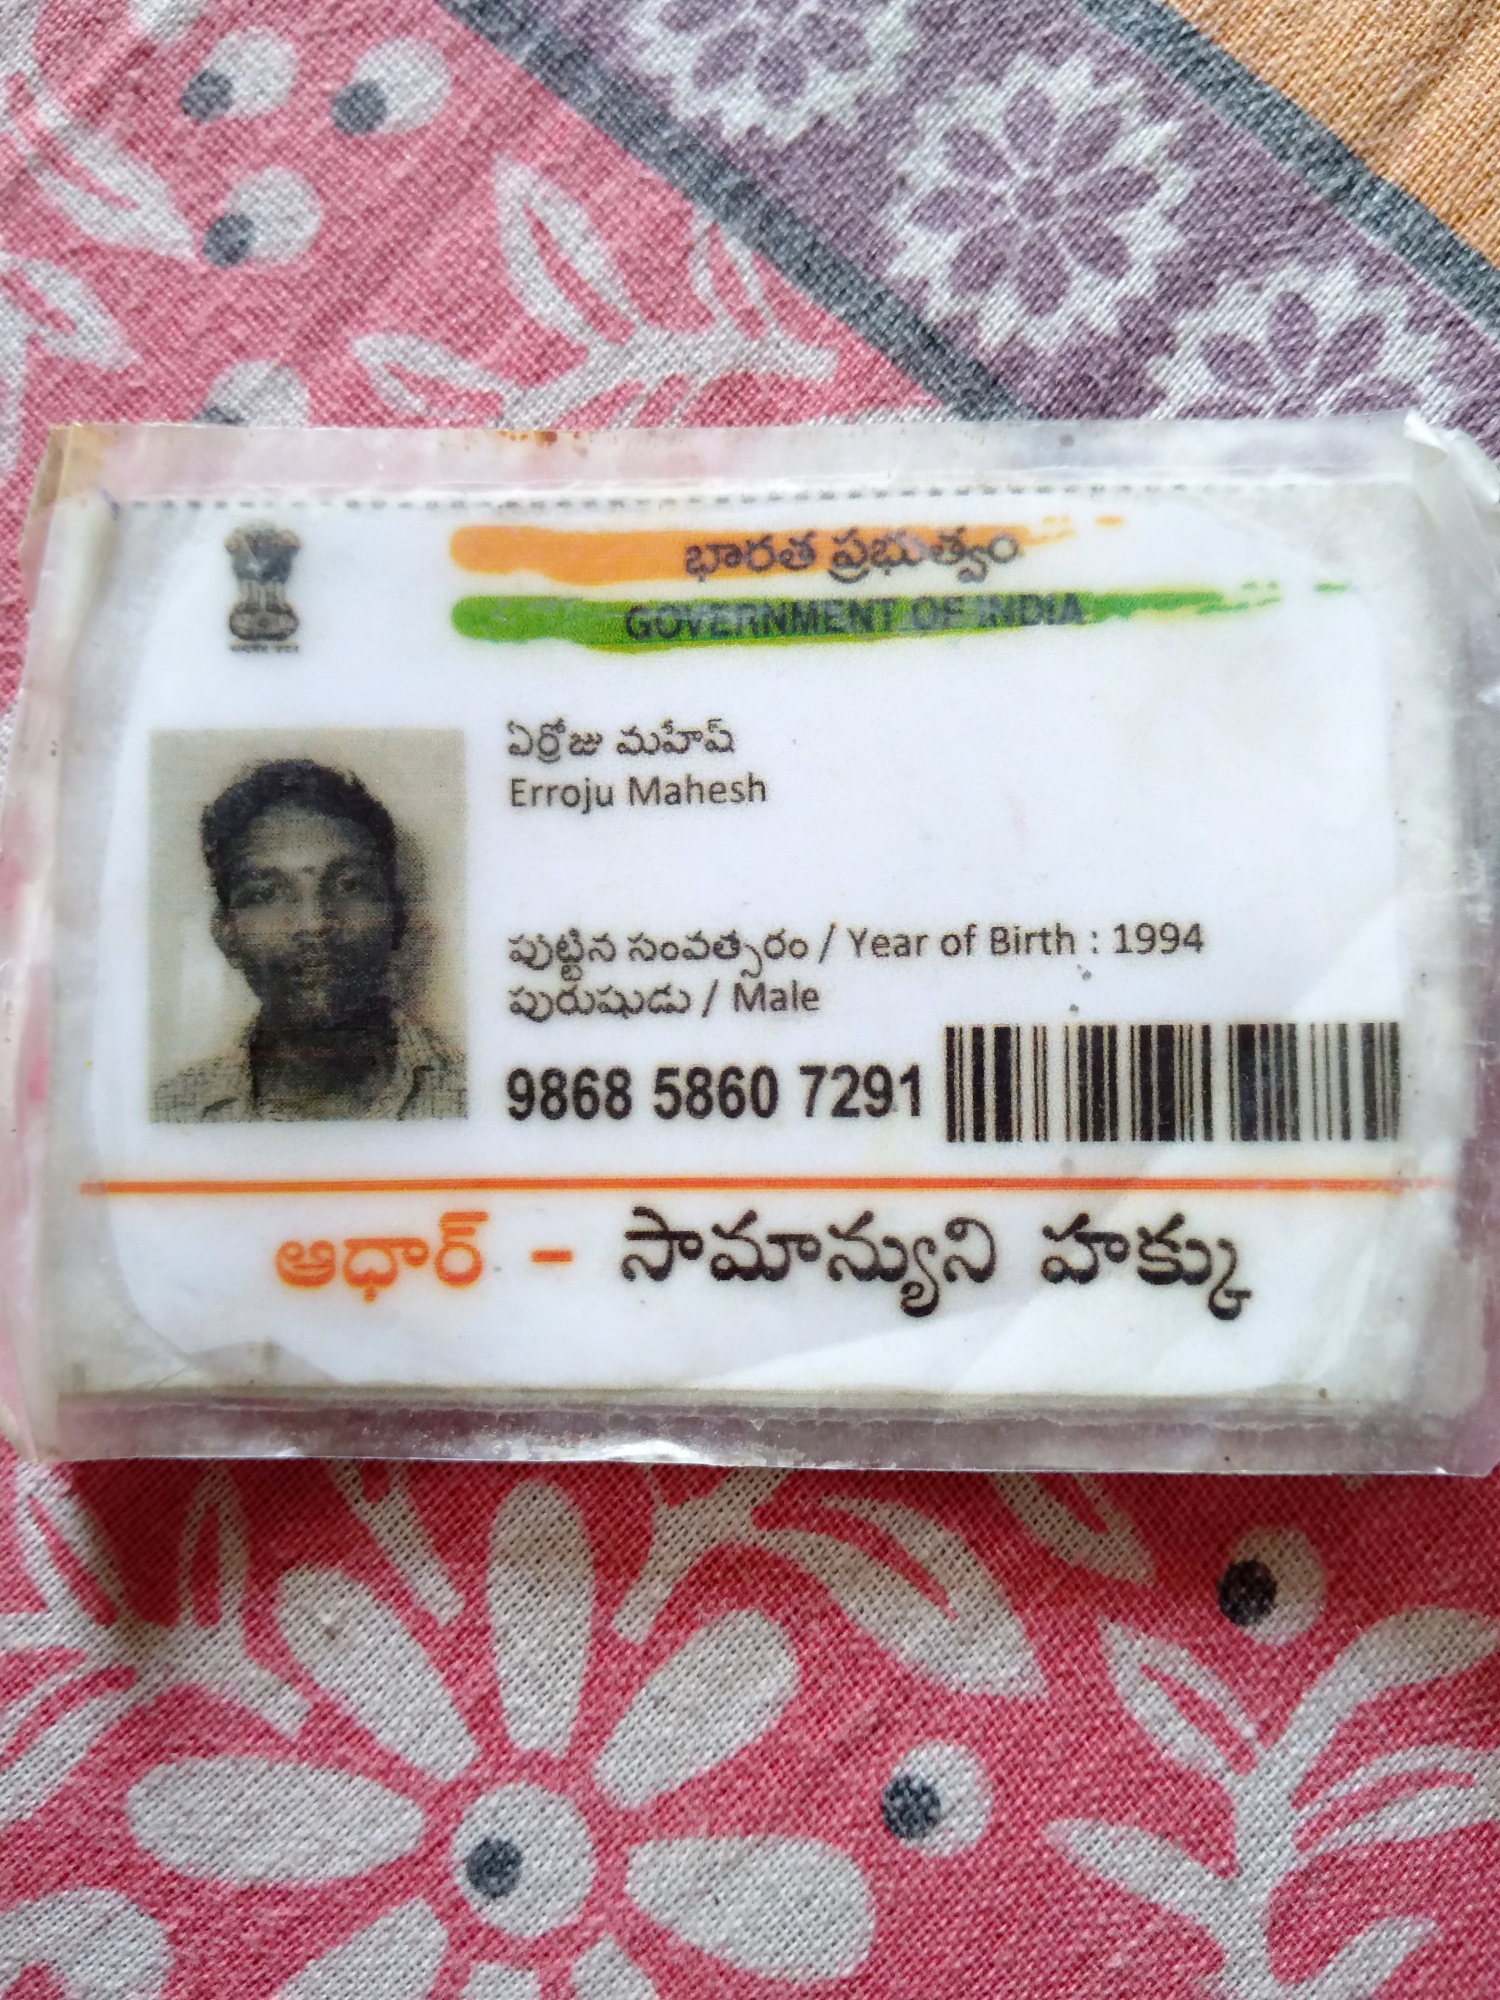 భారత ప్రభుత్వం
GOVERNMENT OF INDIA
ఏర్రోజు మహేష్
Erroju Mahesh
పుట్టిన సంవత్సరం / Year of Birth : 1994
పురుషుడు / Male
9868 5860 7291
ఆధార్ - సామాన్యుని హక్కు